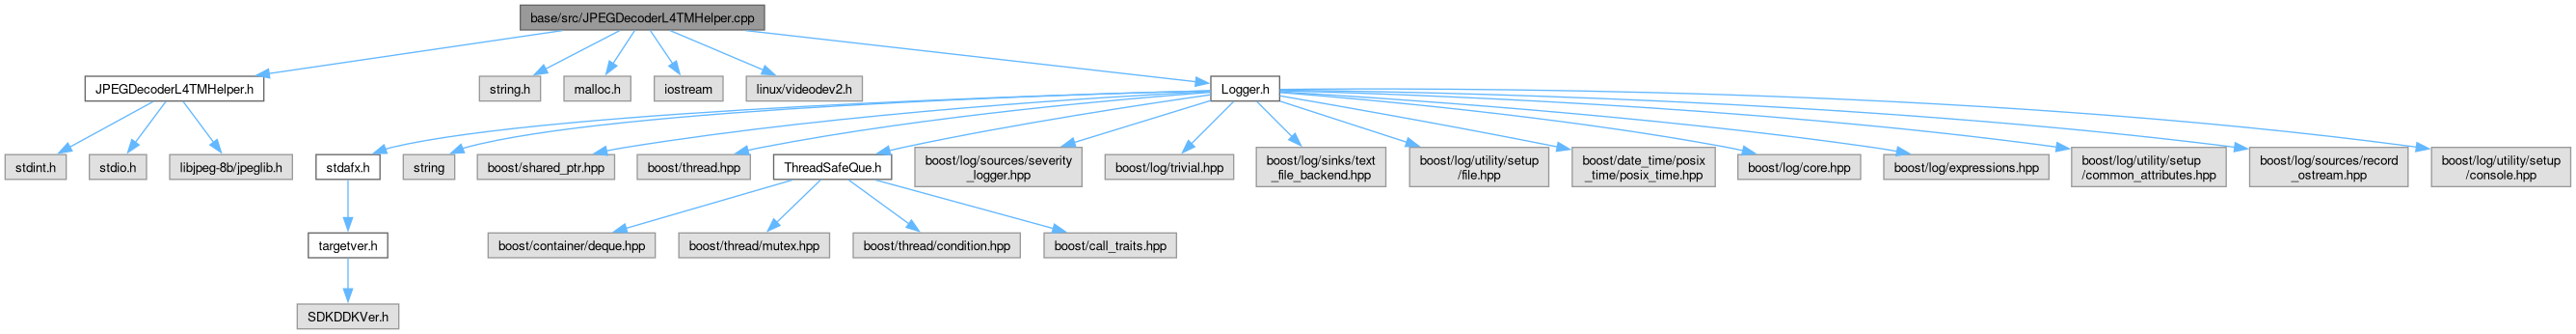 base/src/JPEGDecoderL4TMHelper.cpp
JPEGDecoderL4TMHelper.h
string.h
malloc.h
iostream
linux/videodev2.h
Logger.h
stdint.h
stdio.h
libjpeg-8b/jpeglib.h
stdafx.h
string
boost/shared_ptr.hpp
boost/thread.hpp
ThreadSafeQue.h
boost/log/sources/severity
_logger.hpp
boost/log/trivial.hpp
boost/log/sinks/text
_file_backend.hpp
boost/log/utility/setup
/file.hpp
boost/date_time/posix
_time/posix_time.hpp
boost/log/core.hpp
boost/log/expressions.hpp
boost/log/utility/setup
/common_attributes.hpp
boost/log/sources/record
_ostream.hpp
boost/log/utility/setup
/console.hpp
targetver.h
boost/container/deque.hpp
boost/thread/mutex.hpp
boost/thread/condition.hpp
boost/call_traits.hpp
SDKDDKVer.h